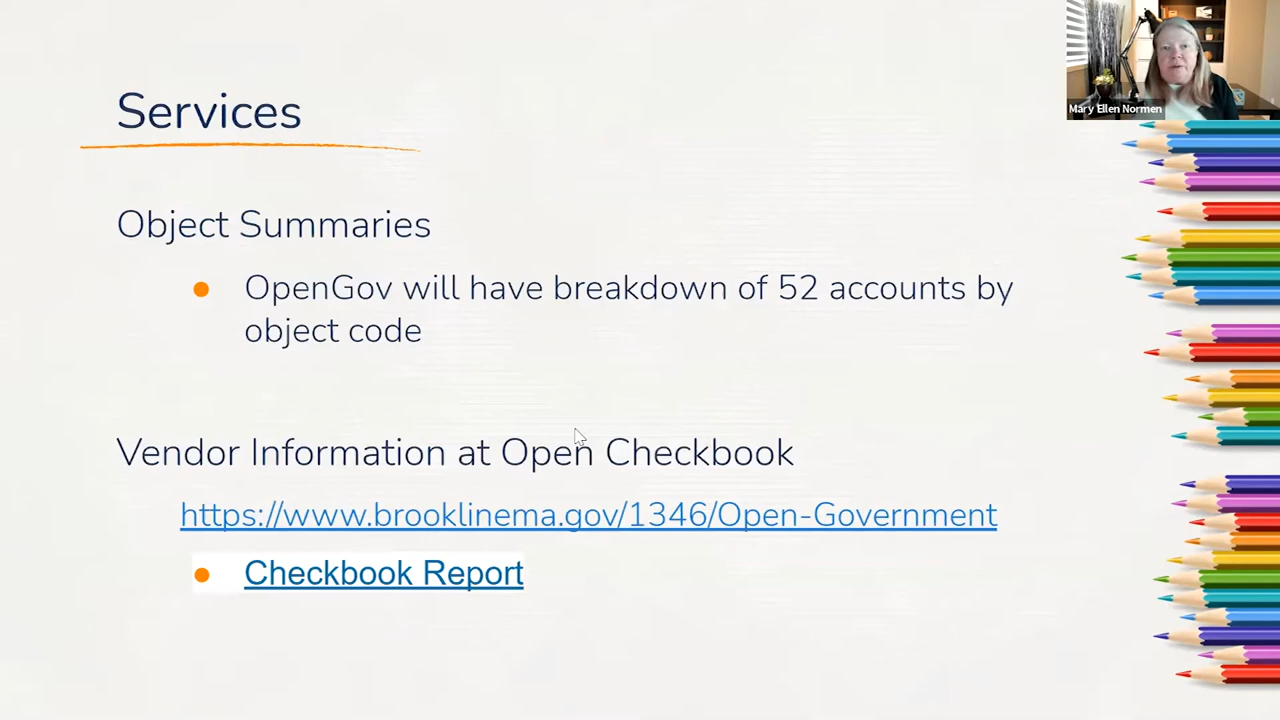 Mary Ellen Normen
Services
Object Summaries
● OpenGov will have breakdown of 52 accounts by
object code
Vendor Information at Open Checkbook
https://www.brooklinema.gov/1346/Open-Government
● Checkbook Report